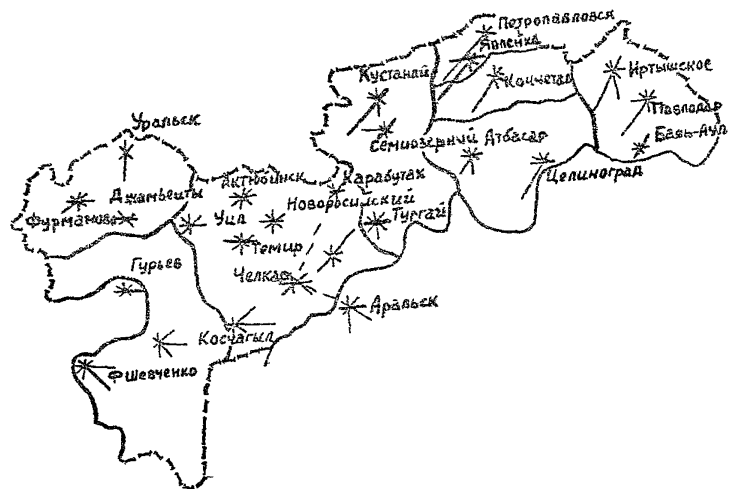 Петропавловск
Явленка
Кустанай
Кокчетав
Иртышское
Павлодар
Баян-Аул
Семиозерный
Атбасар
Целиноград
Уральск
Джамбейты
Фурманово
Актюбинск
Карабутак
Новоросийский
Уил
Тургай
Темир
Гурьев
Челкар
Аральск
Косчагыл
Ф Шевченко